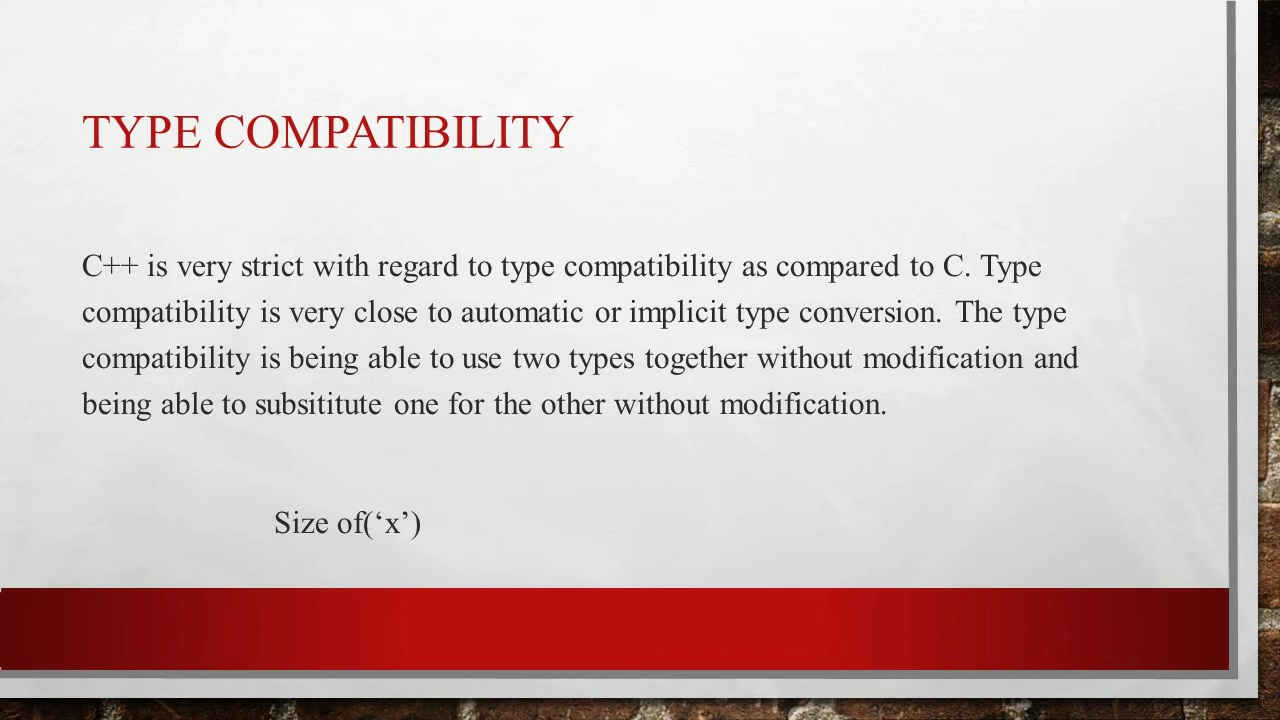 TYPE COMPATIBILITY
C++ is very strict with regard to type compatibility as compared to C. Type
compatibility is very close to automatic or implicit type conversion. The type
compatibility is being able to use two types together without modification and
being able to subsititute one for the other without modification.
Size of(‘x’)